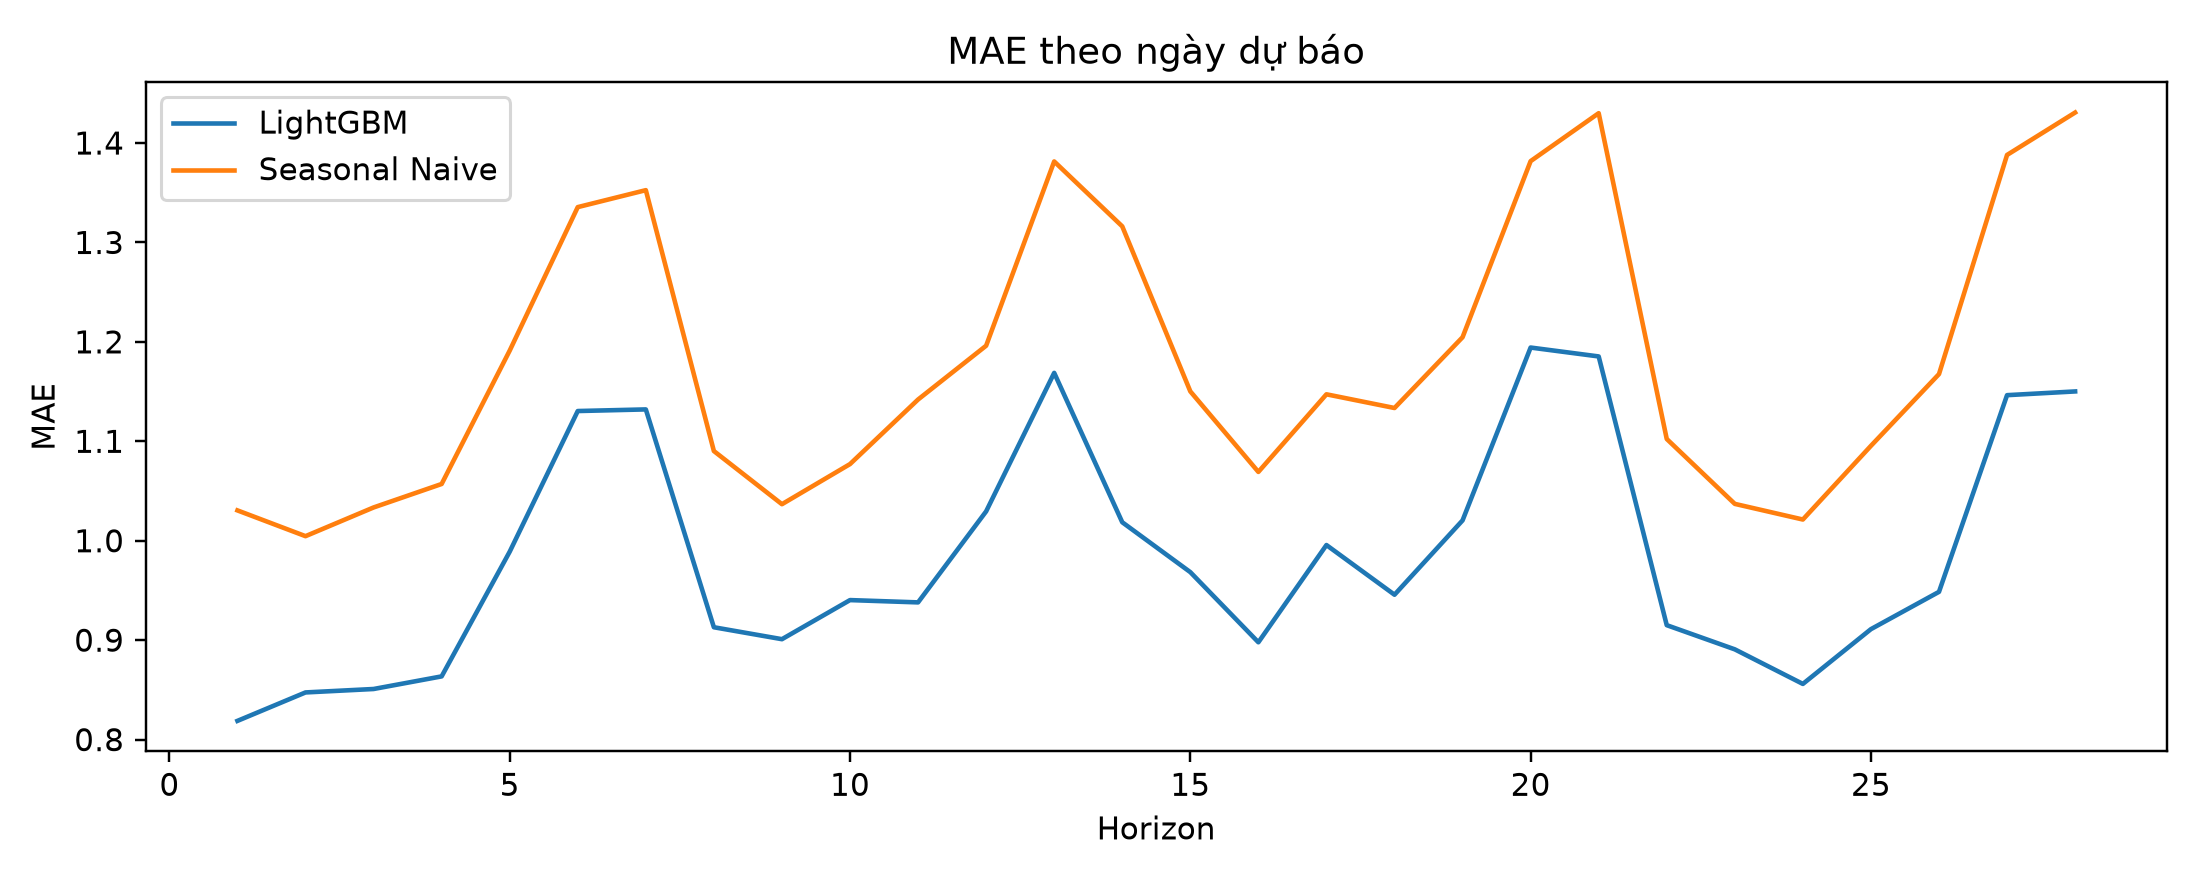 MAE theo ngày dự báo
LightGBM
Seasonal Naive
MAE
1.4
1.3
1.2
1.1
1.0
0.9
0.8
0 5 10 15 20 25
Horizon